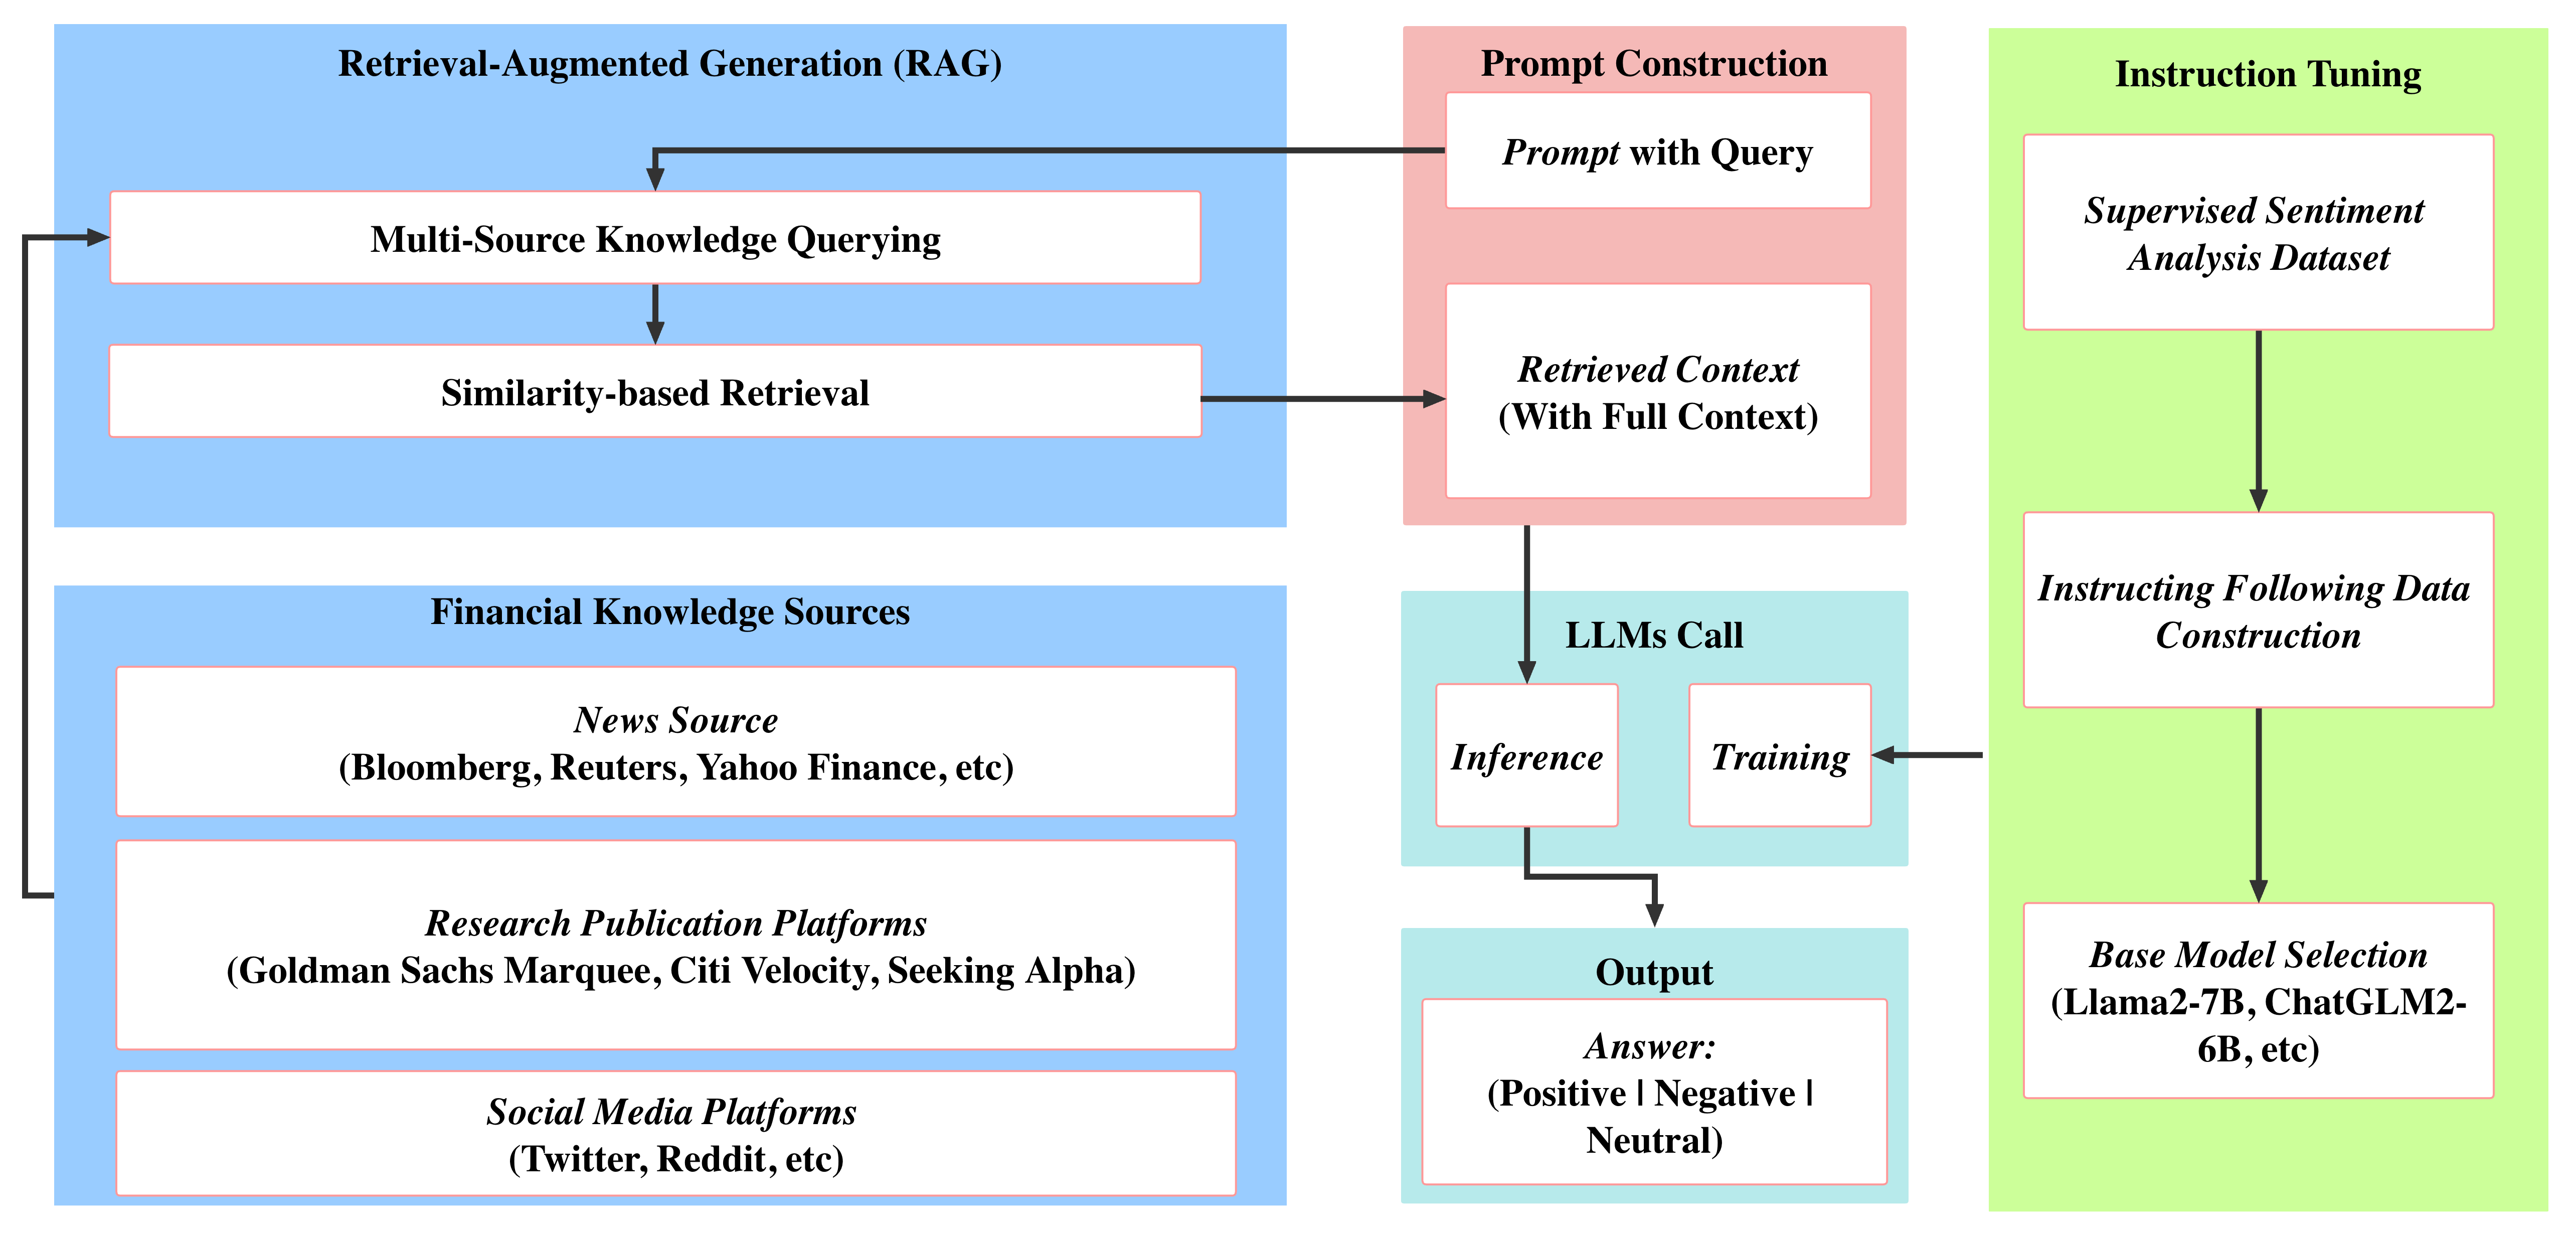 Retrieval-Augmented Generation (RAG)
Multi-Source Knowledge Querying
Similarity-based Retrieval
Financial Knowledge Sources
News Source
(Bloomberg, Reuters, Yahoo Finance, etc)
Research Publication Platforms
(Goldman Sachs Marquee, Citi Velocity, Seeking Alpha)
Social Media Platforms
(Twitter, Reddit, etc)
Prompt Construction
Prompt with Query
Retrieved Context
(With Full Context)
LLMs Call
Inference
Training
Output
Answer:
(Positive | Negative |
Neutral)
Instruction Tuning
Supervised Sentiment
Analysis Dataset
Instructing Following Data
Construction
Base Model Selection
(Llama2-7B, ChatGLM2-
6B, etc)